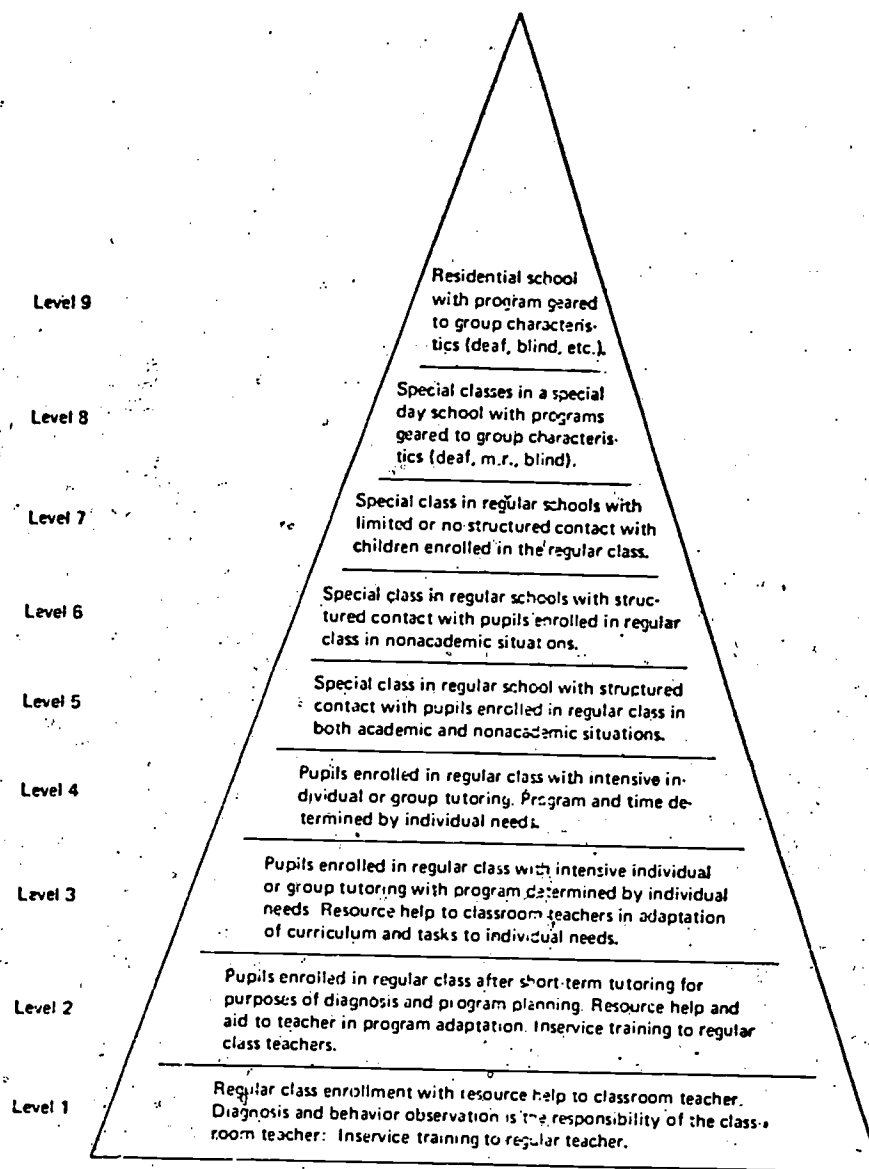 Level 9
Residential school
with program geared
to group characteris-
tics (deaf, blind, etc.).
Level 8
Special classes in a special
day school with programs
geared to group characteris-
tics (deaf, m.r., blind).
Level 7
Special class in regular schools with
limited or no structured contact with
children enrolled in the regular class.
Level 6
Special class in regular schools with struc-
tured contact with pupils enrolled in regular
class in nonacademic situat ons.
Level 5
Special class in regular school with structured
contact with pupils enrolled in regular class in
both academic and nonacademic situations.
Level 4
Pupils enrolled in regular class with intensive in-
dividual or group tutoring. Program and time de-
termined by individual needs.
Level 3
Pupils enrolled in regular class with intensive individual
or group tutoring with program determined by individual
needs Resource help to classroom teachers in adaptation
of curriculum and tasks to individual needs.
Level 2
Pupils enrolled in regular class after short-term tutoring for
purposes of diagnosis and program planning. Resource help and
aid to teacher in program adaptation. Inservice training to regular
class teachers.
Level 1
Regular class enrollment with resource help to classroom teacher.
Diagnosis and behavior observation is the responsibility of the class-
room teacher: Inservice training to regular teacher.